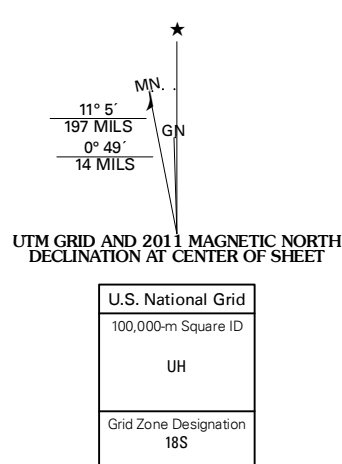 ★
MN
11° 5´
197 MILS
GN
0° 49´
14 MILS
UTM GRID AND 2011 MAGNETIC NORTH
DECLINATION AT CENTER OF SHEET
U.S. National Grid
100,000-m Square ID
UH
Grid Zone Designation
18S